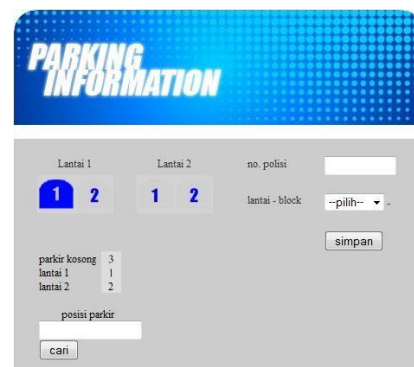 PARKING
INFORMATION
Lantai 1 Lantai 2 no. polisi
1 2 1 2 lantai - block --pilih-- -
simpan
parkir kosong 3
lantai 1 1
lantai 2 2
posisi parkir
cari